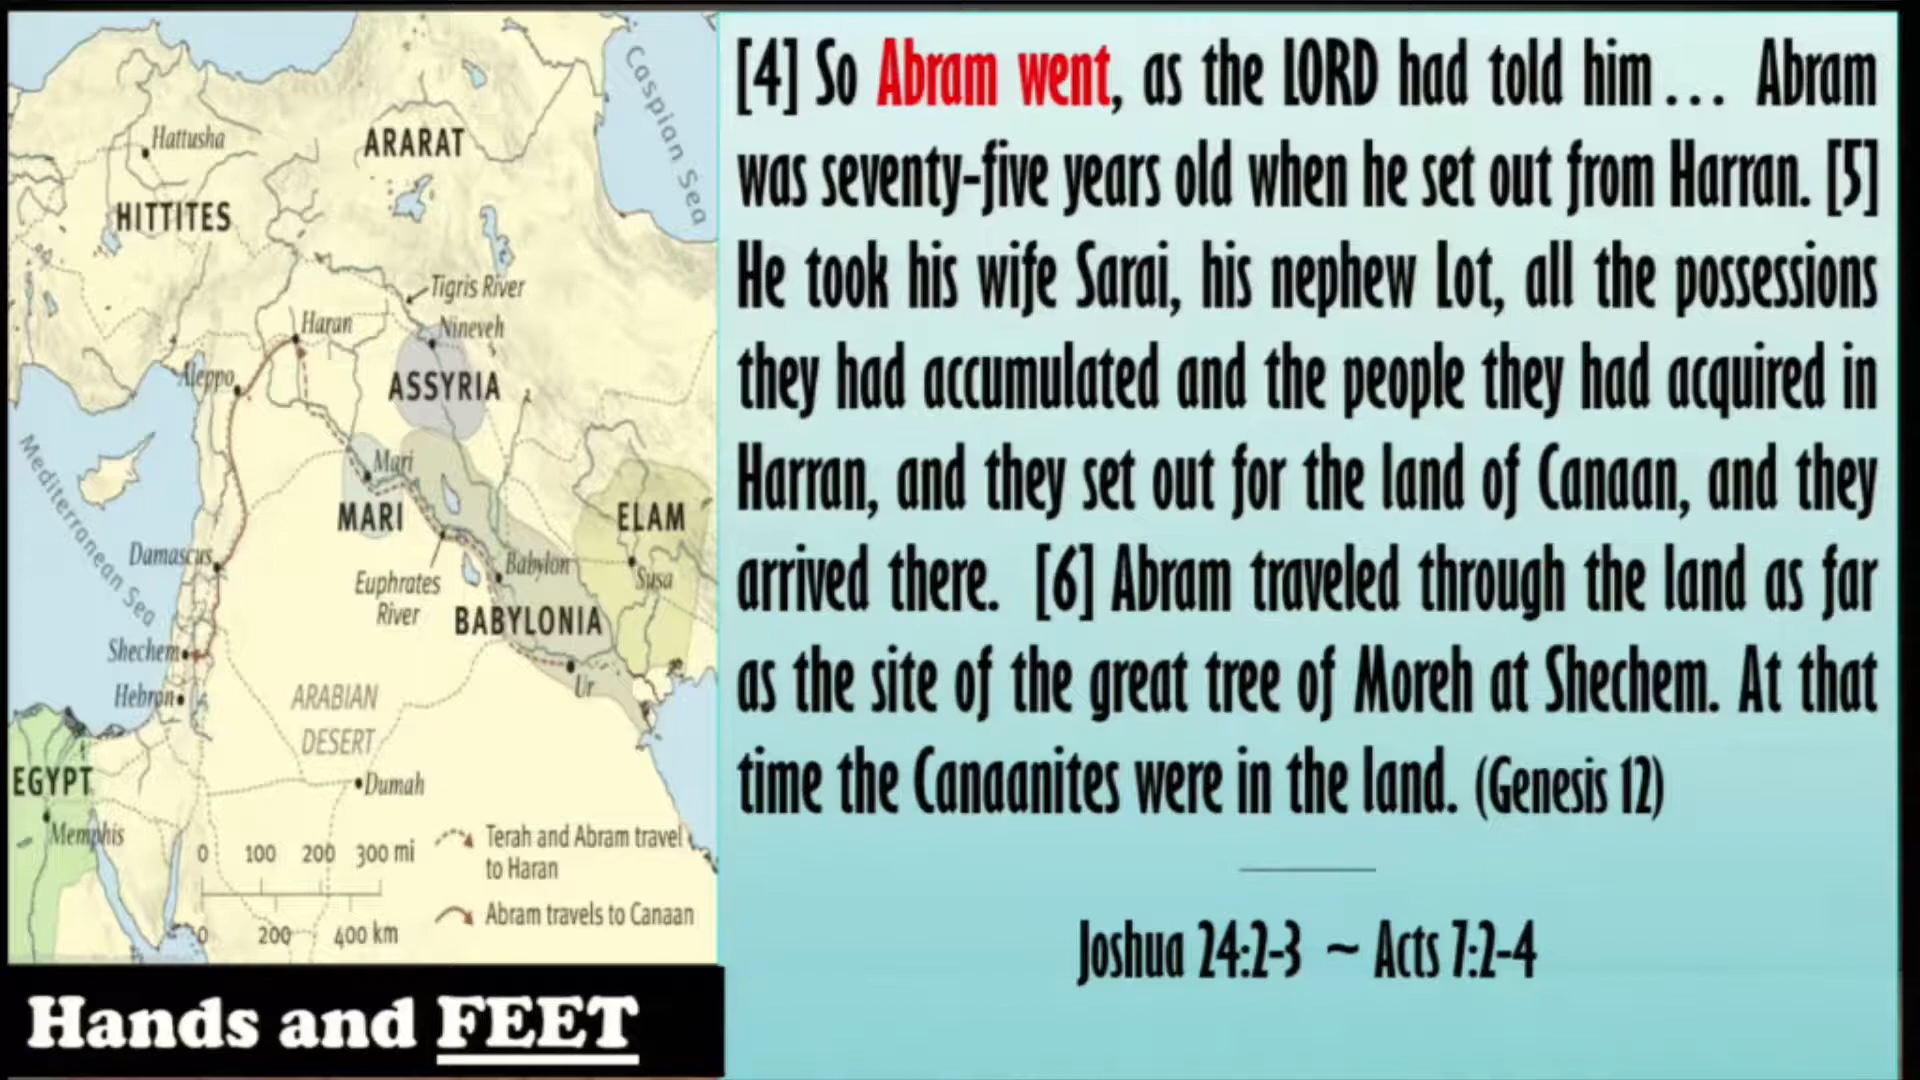 Caspian Sea
Hattusha
ARARAT
HITTITES
Tigris River
Haran
Nineveh
Aleppo
ASSYRIA
Mediterranean Sea
Mari
MARI
ELAM
Damascus
Babylon
Euphrates
River
Susa
BABYLONIA
Shechem
Ur
Hebron
ARABIAN
DESERT
EGYPT
Dumah
Memphis
0 100 200 300 mi
0 200 400 km
Terah and Abram travel
to Haran
Abram travels to Canaan
Hands and FEET
[4] So Abram went, as the LORD had told him... Abram
was seventy-five years old when he set out from Harran. [5]
He took his wife Sarai, his nephew Lot, all the possessions
they had accumulated and the people they had acquired in
Harran, and they set out for the land of Canaan, and they
arrived there. [6] Abram traveled through the land as far
as the site of the great tree of Moreh at Shechem. At that
time the Canaanites were in the land. (Genesis 12)
Joshua 24:2-3 ~ Acts 7:2-4